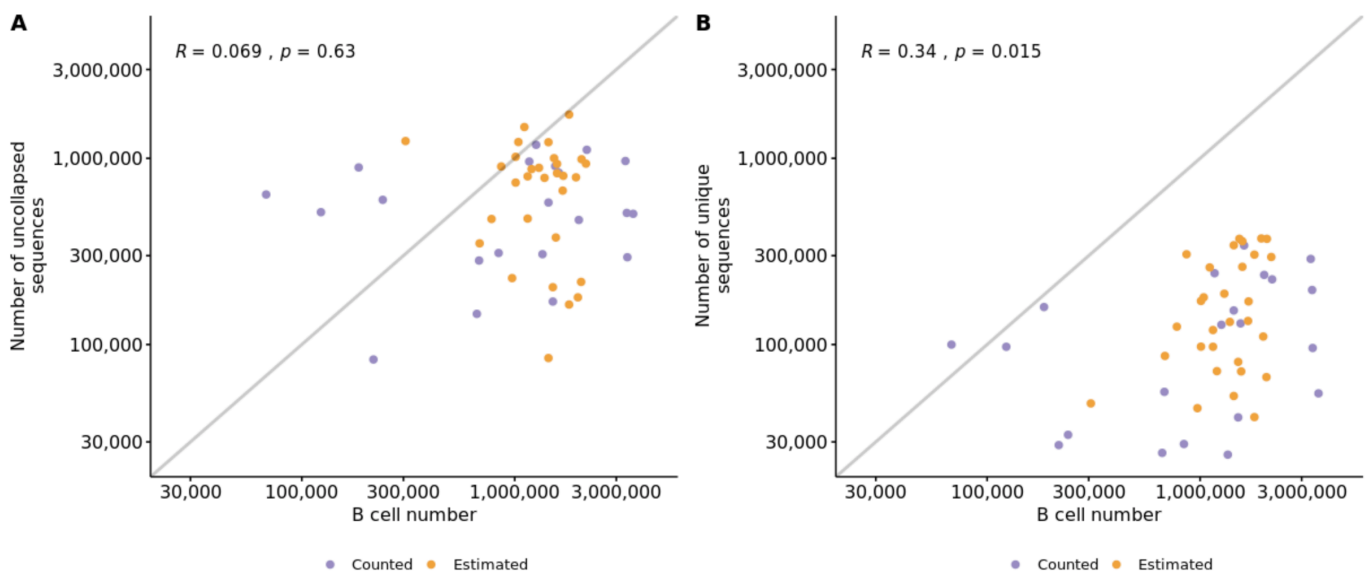 A
R = 0.069 , p = 0.63
Number of uncollapsed
sequences
3,000,000
1,000,000
300,000
100,000
30,000
30,000 100,000 300,000 1,000,000 3,000,000
B cell number
Counted Estimated
B
R = 0.34 , p = 0.015
Number of unique
sequences
3,000,000
1,000,000
300,000
100,000
30,000
30,000 100,000 300,000 1,000,000 3,000,000
B cell number
Counted Estimated